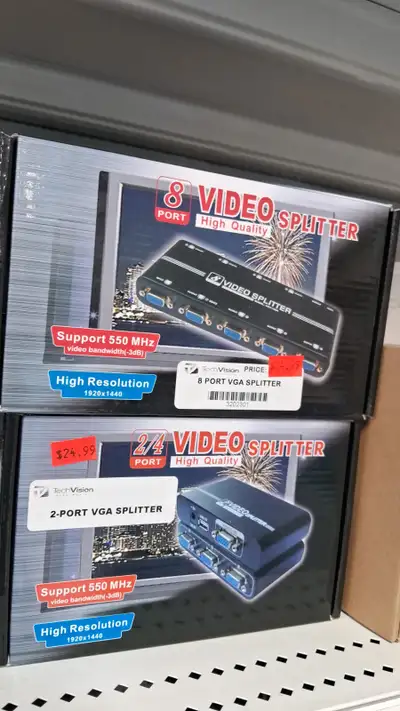 8
PORT
VIDEO SPLITTER
High Quality
VIDEO SPLITTER
Support 550 MHz
video bandwidth(-3dB)
High Resolution
1920x1440
TechVision
PRICE
8 PORT VGA SPLITTER
3202301
$24.99
2/4
PORT
VIDEO SPLITTER
High Quality
TechVision
2-PORT VGA SPLITTER
Support 550 MHz
video bandwidth(-3dB)
High Resolution
1920x1440